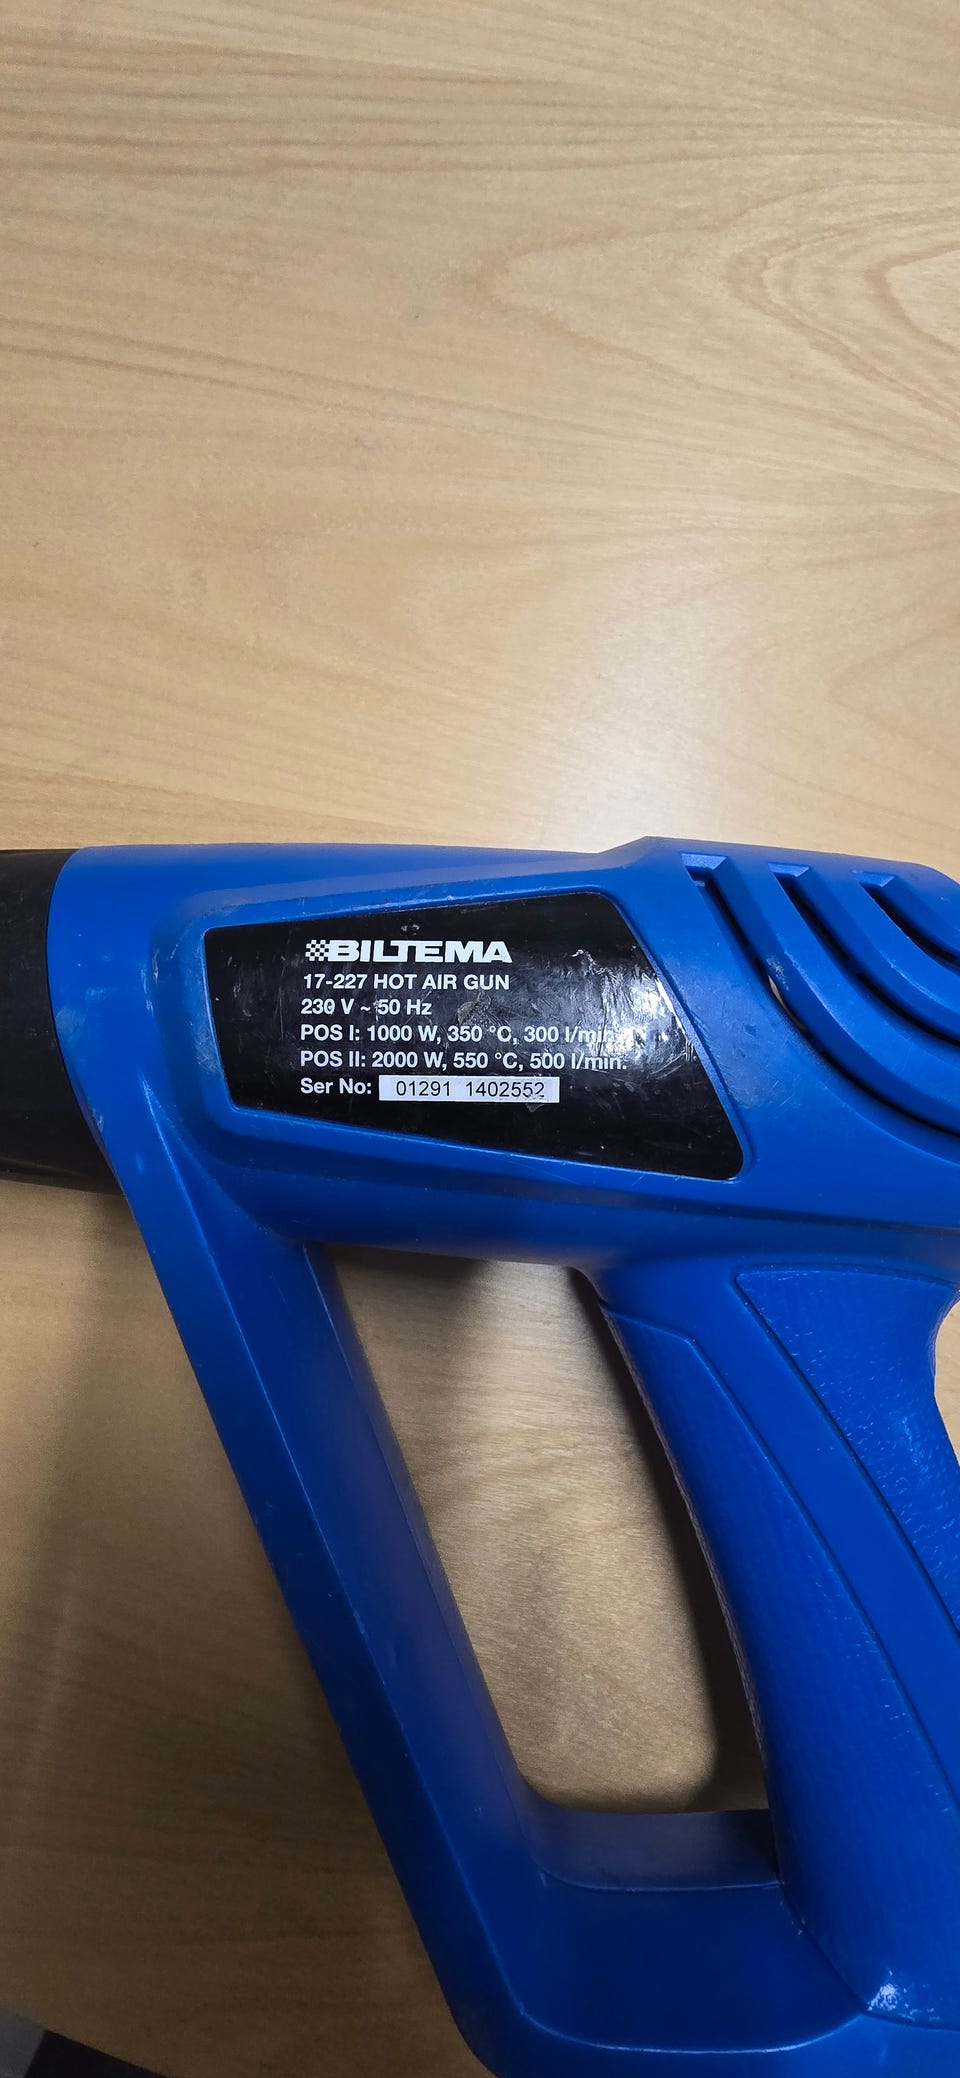 BILTEMA
17-227 HOT AIR GUN
230 V ~ 50 Hz
POS I: 1000 W, 350 °C, 300 l/min.
POS II: 2000 W, 550 °C, 500 l/min.
Ser No: 01291 1402552